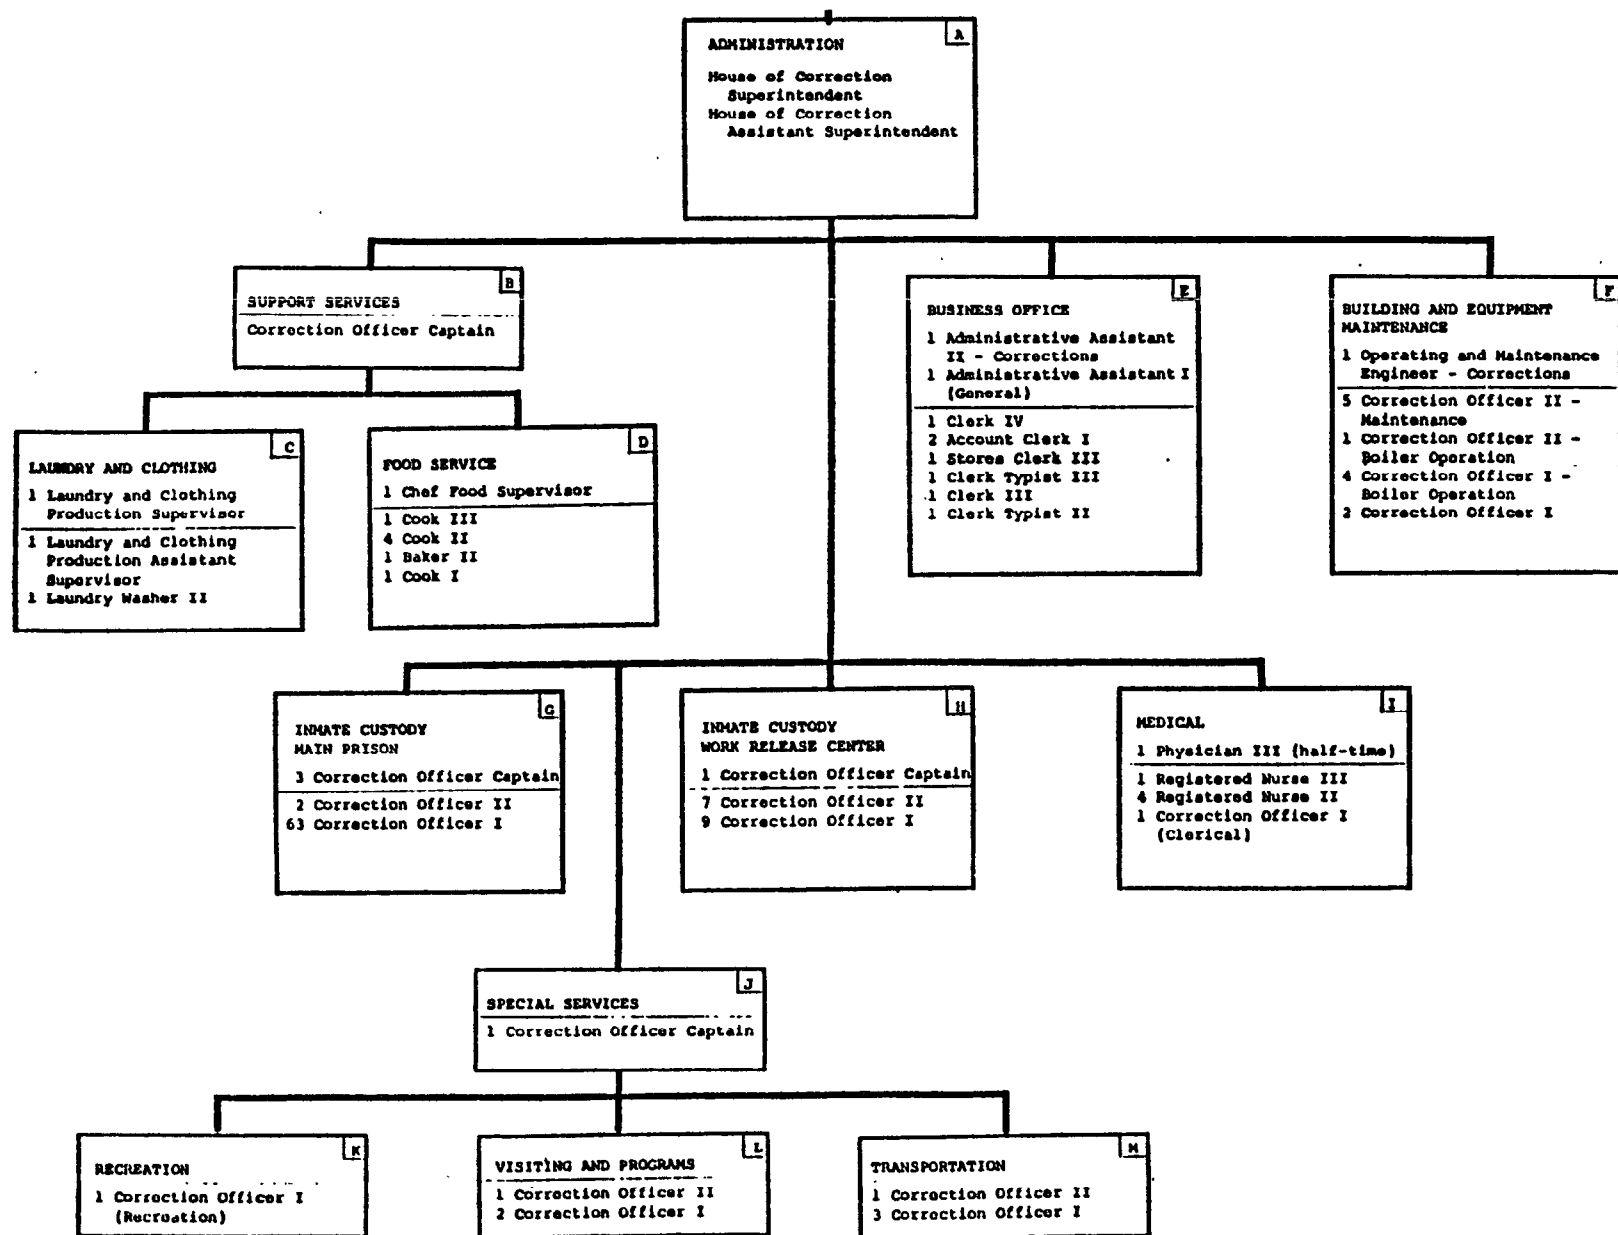 A
ADMINISTRATION
House of Correction
Superintendent
House of Correction
Assistant Superintendent
B
SUPPORT SERVICES
Correction Officer Captain
C
LAUNDRY AND CLOTHING
1 Laundry and Clothing
Production Supervisor
1 Laundry and Clothing
Production Assistant
Supervisor
1 Laundry Washer II
D
FOOD SERVICE
1 Chef Food Supervisor
1 Cook III
4 Cook II
1 Baker II
1 Cook I
E
BUSINESS OFFICE
1 Administrative Assistant
II - Corrections
1 Administrative Assistant I
(General)
1 Clerk IV
2 Account Clerk I
1 Stores Clerk III
1 Clerk Typist III
1 Clerk III
1 Clerk Typist II
F
BUILDING AND EQUIPMENT
MAINTENANCE
1 Operating and Maintenance
Engineer - Corrections
5 Correction Officer II -
Maintenance
1 Correction Officer II -
Boiler Operation
4 Correction Officer I -
Boiler Operation
2 Correction Officer I
G
INMATE CUSTODY
MAIN PRISON
3 Correction Officer Captain
2 Correction Officer II
63 Correction Officer I
H
INMATE CUSTODY
WORK RELEASE CENTER
1 Correction Officer Captain
7 Correction Officer II
9 Correction Officer I
I
MEDICAL
1 Physician III (half-time)
1 Registered Nurse III
4 Registered Nurse II
1 Correction Officer I
(Clerical)
J
SPECIAL SERVICES
1 Correction Officer Captain
K
RECREATION
1 Correction Officer I
(Recreation)
L
VISITING AND PROGRAMS
1 Correction Officer II
2 Correction Officer I
M
TRANSPORTATION
1 Correction Officer II
3 Correction Officer I